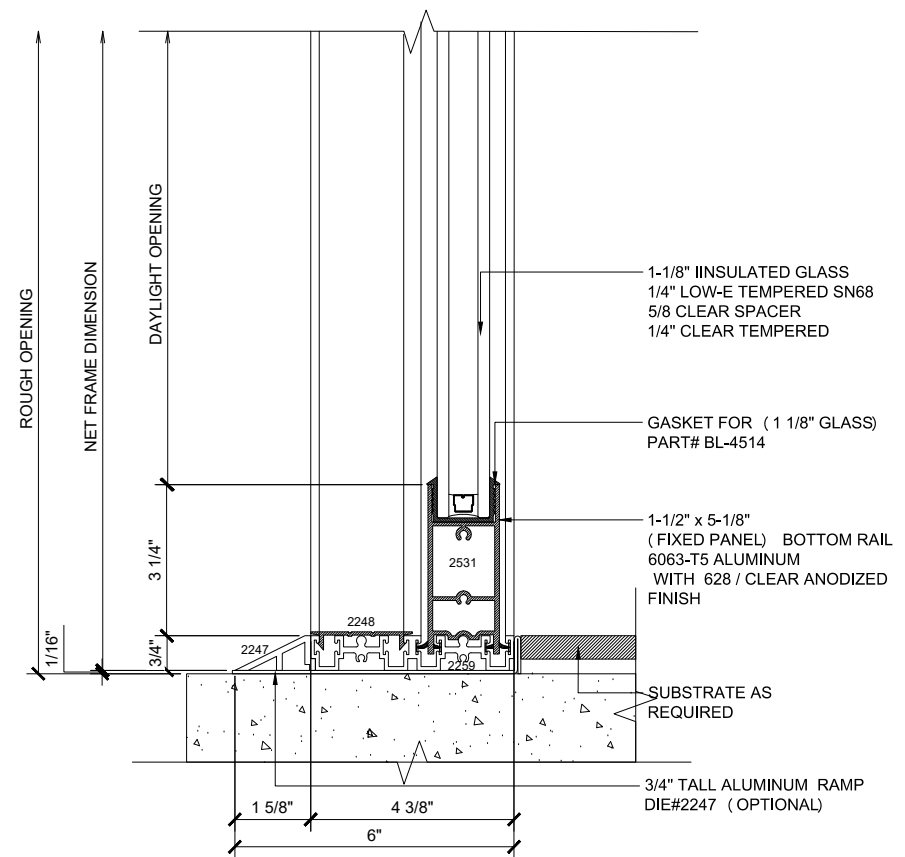 ROUGH OPENING
NET FRAME DIMENSION
DAYLIGHT OPENING
1-1/8" IINSULATED GLASS
1/4" LOW-E TEMPERED SN68
5/8 CLEAR SPACER
1/4" CLEAR TEMPERED
GASKET FOR ( 1 1/8" GLASS)
PART# BL-4514
1-1/2" x 5-1/8"
( FIXED PANEL) BOTTOM RAIL
6063-T5 ALUMINUM
WITH 628 / CLEAR ANODIZED
FINISH
3 1/4"
2531
1/16"
3/4"
2247
2248
2259
SUBSTRATE AS
REQUIRED
3/4" TALL ALUMINUM RAMP
DIE#2247 ( OPTIONAL)
1 5/8"
4 3/8"
6"